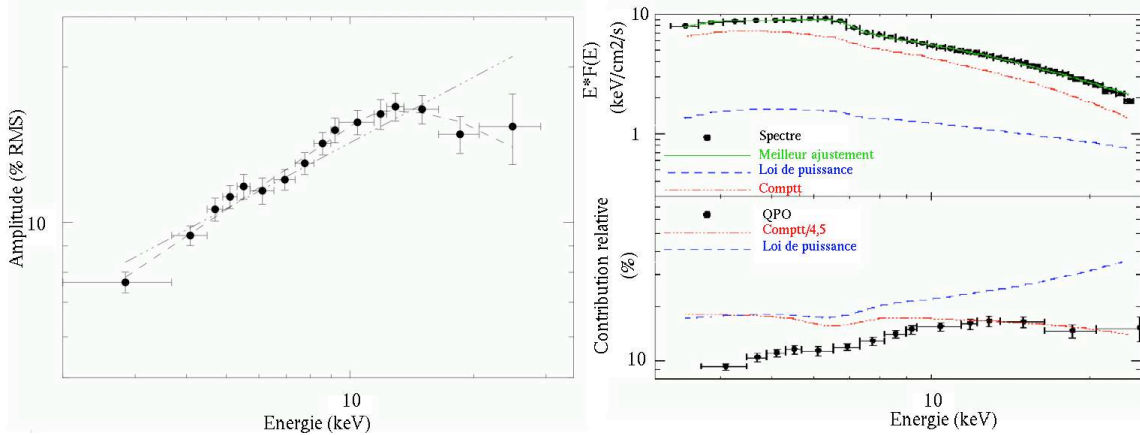 Amplitude (% RMS)
10
10
Energie (keV)
E*F(E)
(keV/cm2/s)
10
1
Spectre
Meilleur ajustement
Loi de puissance
Comptt
Contribution relative
(%)
10
QPO
Comptt/4,5
Loi de puissance
10
Energie (keV)